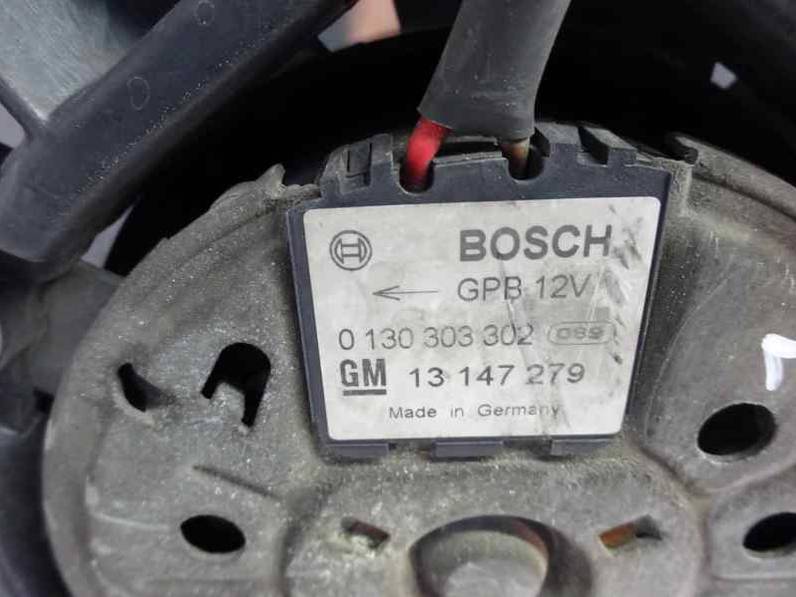 BOSCH
← GPB 12V
0 130 303 302
GM 13 147 279
Made in Germany